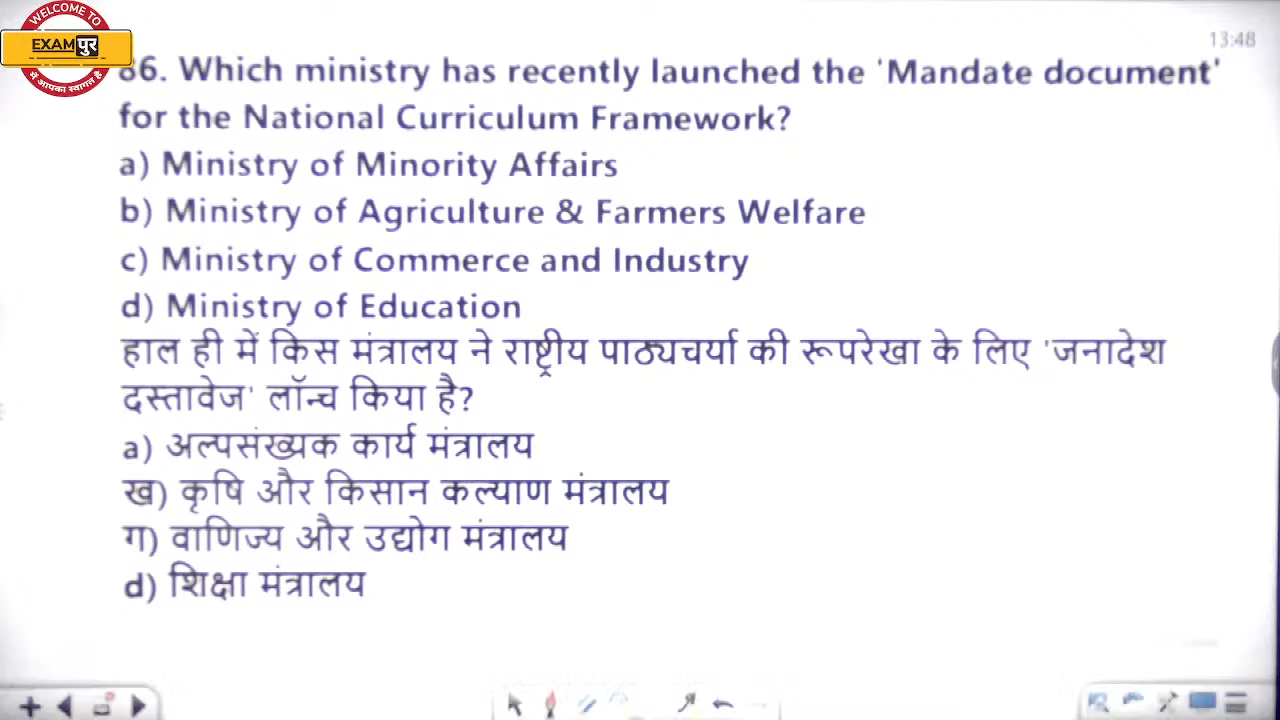 WELCOME TO
EXAMपुर
में आपका स्वागत है
13:48
86. Which ministry has recently launched the 'Mandate document'
for the National Curriculum Framework?
a) Ministry of Minority Affairs
b) Ministry of Agriculture & Farmers Welfare
c) Ministry of Commerce and Industry
d) Ministry of Education
हाल ही में किस मंत्रालय ने राष्ट्रीय पाठ्यचर्या की रूपरेखा के लिए 'जनादेश
दस्तावेज' लॉन्च किया है?
a) अल्पसंख्यक कार्य मंत्रालय
ख) कृषि और किसान कल्याण मंत्रालय
ग) वाणिज्य और उद्योग मंत्रालय
d) शिक्षा मंत्रालय